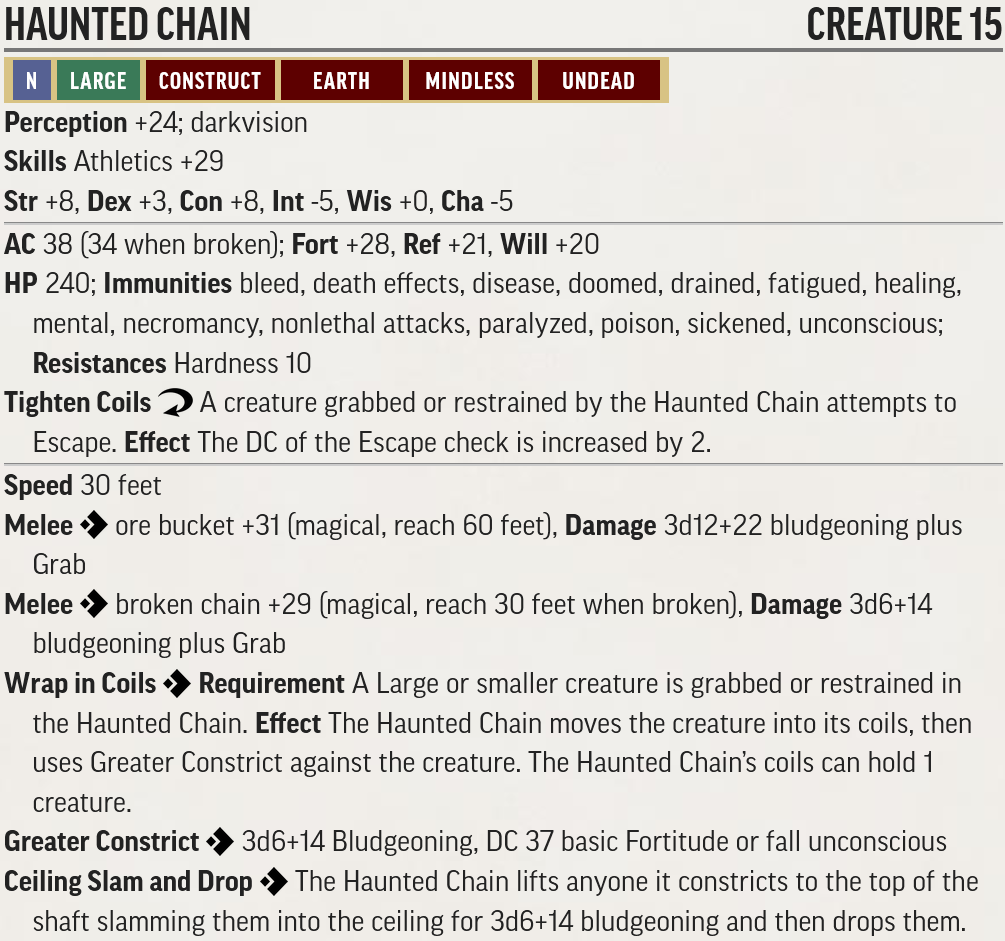 HAUNTED CHAIN CREATURE 15
N LARGE CONSTRUCT EARTH MINDLESS UNDEAD
Perception +24; darkvision
Skills Athletics +29
Str +8, Dex +3, Con +8, Int -5, Wis +0, Cha -5
AC 38 (34 when broken); Fort +28, Ref +21, Will +20
HP 240; Immunities bleed, death effects, disease, doomed, drained, fatigued, healing,
mental, necromancy, nonlethal attacks, paralyzed, poison, sickened, unconscious;
Resistances Hardness 10
Tighten Coils A creature grabbed or restrained by the Haunted Chain attempts to
Escape. Effect The DC of the Escape check is increased by 2.
Speed 30 feet
Melee ore bucket +31 (magical, reach 60 feet), Damage 3d12+22 bludgeoning plus
Grab
Melee broken chain +29 (magical, reach 30 feet when broken), Damage 3d6+14
bludgeoning plus Grab
Wrap in Coils Requirement A Large or smaller creature is grabbed or restrained in
the Haunted Chain. Effect The Haunted Chain moves the creature into its coils, then
uses Greater Constrict against the creature. The Haunted Chain's coils can hold 1
creature.
Greater Constrict 3d6+14 Bludgeoning, DC 37 basic Fortitude or fall unconscious
Ceiling Slam and Drop The Haunted Chain lifts anyone it constricts to the top of the
shaft slamming them into the ceiling for 3d6+14 bludgeoning and then drops them.